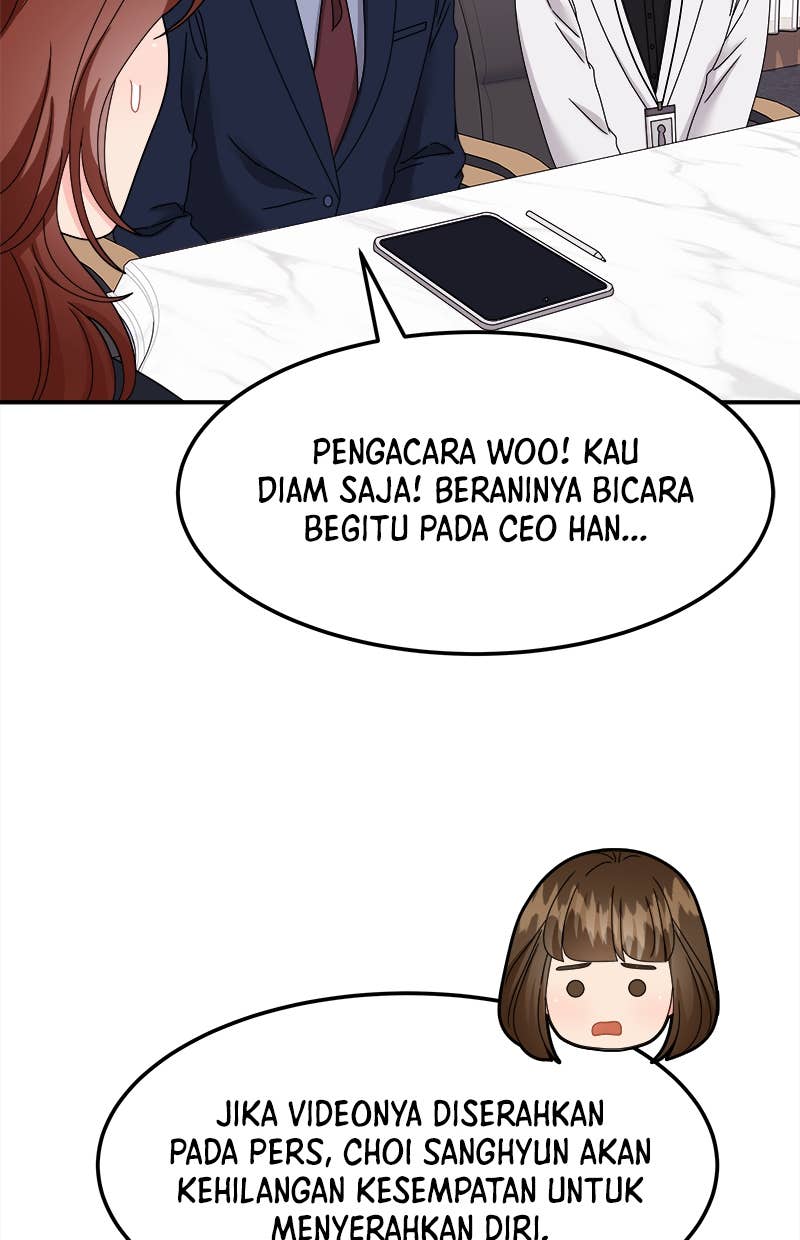 PENGACARA WOO! KAU
DIAM SAJA! BERANINYA BICARA
BEGITU PADA CEO HAN...
JIKA VIDEONYA DISERAHKAN
PADA PERS, CHOI SANGHYUN AKAN
KEHILANGAN KESEMPATAN UNTUK
MENYERAHKAN DIRI.